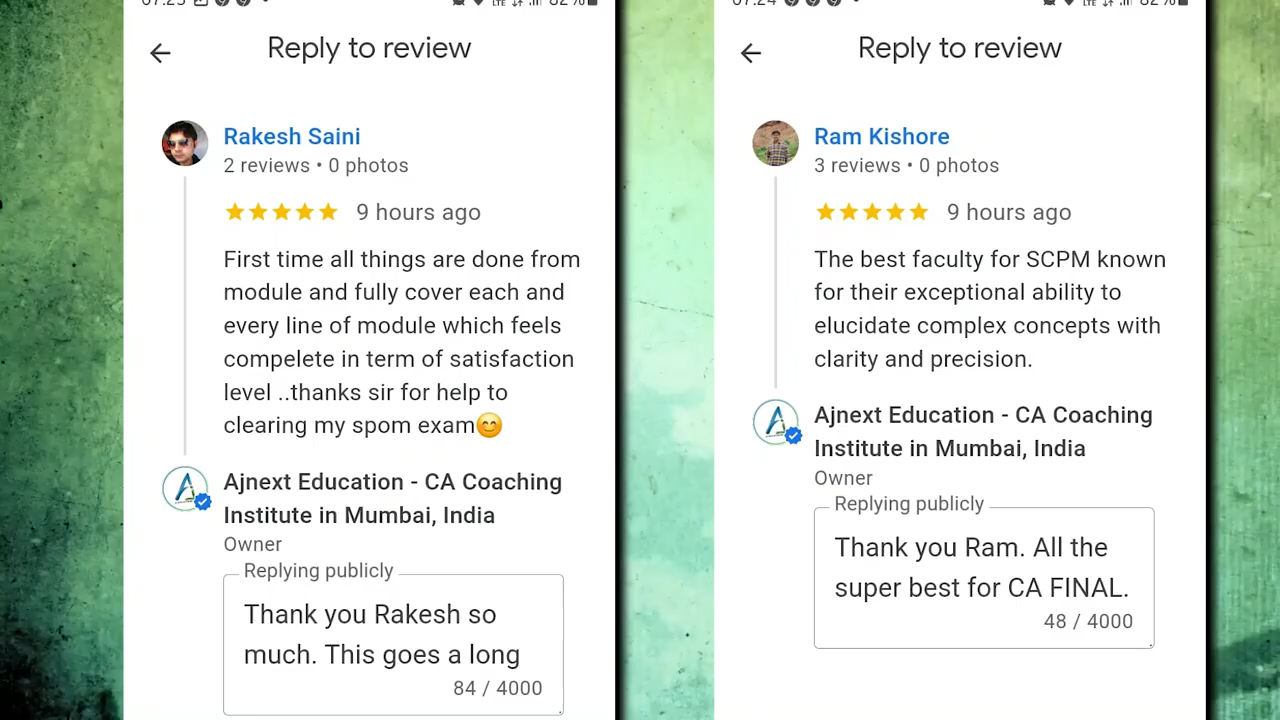 07:23
82%
Reply to review
Rakesh Saini
2 reviews • 0 photos
9 hours ago
First time all things are done from
module and fully cover each and
every line of module which feels
compelete in term of satisfaction
level ..thanks sir for help to
clearing my spom exam😊
Ajnext Education - CA Coaching
Institute in Mumbai, India
Owner
Replying publicly
Thank you Rakesh so
much. This goes a long
84 / 4000
07:24
82%
Reply to review
Ram Kishore
3 reviews • 0 photos
9 hours ago
The best faculty for SCPM known
for their exceptional ability to
elucidate complex concepts with
clarity and precision.
Ajnext Education - CA Coaching
Institute in Mumbai, India
Owner
Replying publicly
Thank you Ram. All the
super best for CA FINAL.
48 / 4000